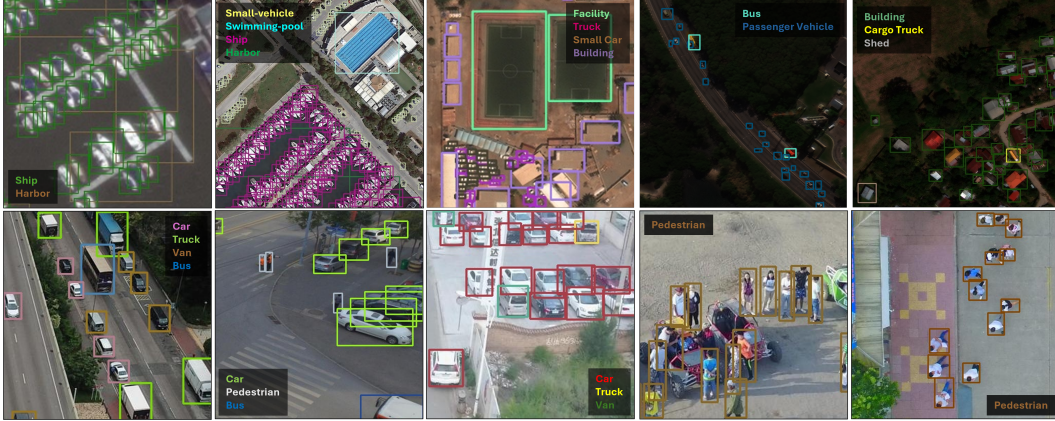 Ship
Harbor
Small-vehicle
Swimming-pool
Ship
Harbor
Facility
Truck
Small Car
Building
Bus
Passenger Vehicle
Building
Cargo Truck
Shed
Car
Truck
Van
Bus
Car
Pedestrian
Bus
Car
Truck
Van
Pedestrian
Pedestrian